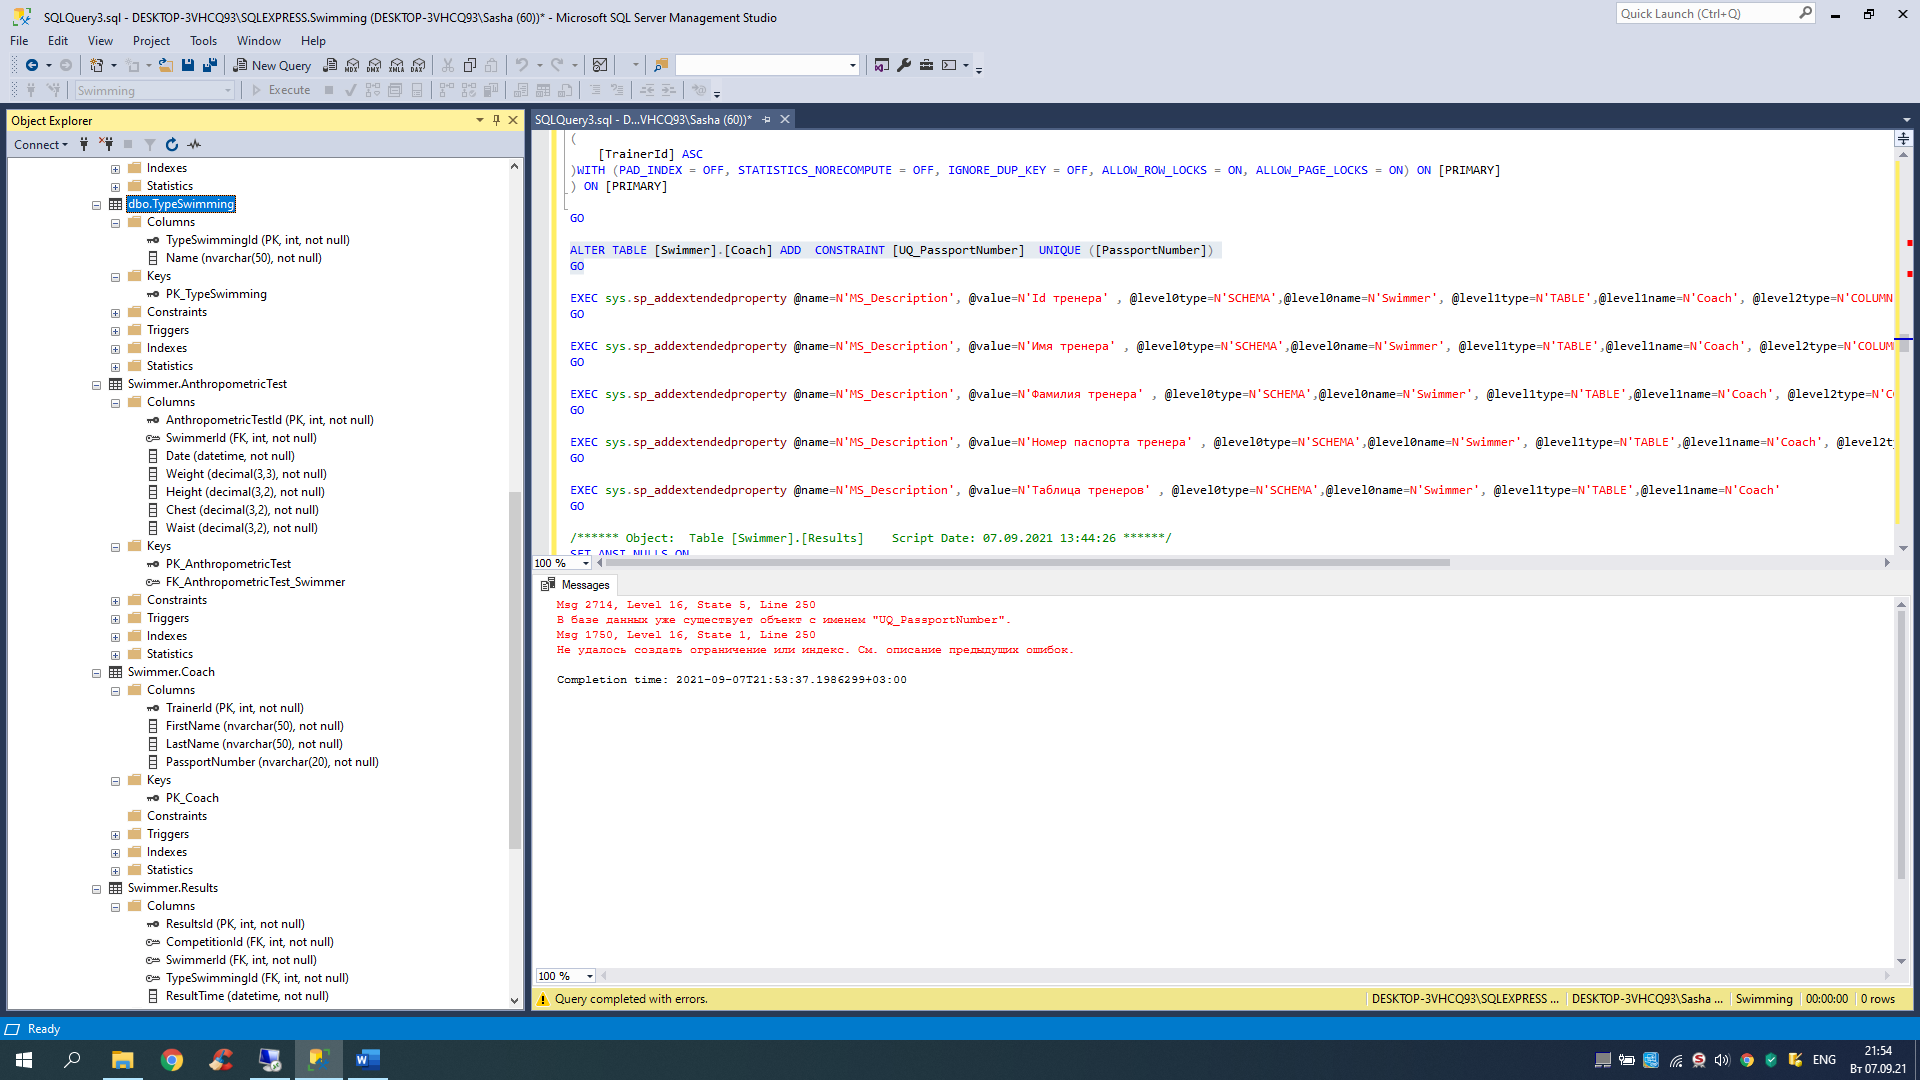 SQLQuery3.sql - DESKTOP-3VHCQ93\SQLEXPRESS.Swimming (DESKTOP-3VHCQ93\Sasha (60))* - Microsoft SQL Server Management Studio
Quick Launch (Ctrl+Q)
File Edit View Project Tools Window Help
New Query
MDX DMX XMLA DAX
Swimming
Execute
Object Explorer
Connect
Indexes
Statistics
dbo.TypeSwimming
Columns
TypeSwimmingId (PK, int, not null)
Name (nvarchar(50), not null)
Keys
PK_TypeSwimming
Constraints
Triggers
Indexes
Statistics
Swimmer.AnthropometricTest
Columns
AnthropometricTestId (PK, int, not null)
SwimmerId (FK, int, not null)
Date (datetime, not null)
Weight (decimal(3,3), not null)
Height (decimal(3,2), not null)
Chest (decimal(3,2), not null)
Waist (decimal(3,2), not null)
Keys
PK_AnthropometricTest
FK_AnthropometricTest_Swimmer
Constraints
Triggers
Indexes
Statistics
Swimmer.Coach
Columns
TrainerId (PK, int, not null)
FirstName (nvarchar(50), not null)
LastName (nvarchar(50), not null)
PassportNumber (nvarchar(20), not null)
Keys
PK_Coach
Constraints
Triggers
Indexes
Statistics
Swimmer.Results
Columns
ResultsId (PK, int, not null)
CompetitionId (FK, int, not null)
SwimmerId (FK, int, not null)
TypeSwimmingId (FK, int, not null)
ResultTime (datetime, not null)
SQLQuery3.sql - D...VHCQ93\Sasha (60))*
(
[TrainerId] ASC
)WITH (PAD_INDEX = OFF, STATISTICS_NORECOMPUTE = OFF, IGNORE_DUP_KEY = OFF, ALLOW_ROW_LOCKS = ON, ALLOW_PAGE_LOCKS = ON) ON [PRIMARY]
) ON [PRIMARY]
GO
ALTER TABLE [Swimmer].[Coach] ADD  CONSTRAINT [UQ_PassportNumber]  UNIQUE ([PassportNumber])
GO
EXEC sys.sp_addextendedproperty @name=N'MS_Description', @value=N'Id тренера' , @level0type=N'SCHEMA',@level0name=N'Swimmer', @level1type=N'TABLE',@level1name=N'Coach', @level2type=N'COLUMN
GO
EXEC sys.sp_addextendedproperty @name=N'MS_Description', @value=N'Имя тренера' , @level0type=N'SCHEMA',@level0name=N'Swimmer', @level1type=N'TABLE',@level1name=N'Coach', @level2type=N'COLUM
GO
EXEC sys.sp_addextendedproperty @name=N'MS_Description', @value=N'Фамилия тренера' , @level0type=N'SCHEMA',@level0name=N'Swimmer', @level1type=N'TABLE',@level1name=N'Coach', @level2type=N'C
GO
EXEC sys.sp_addextendedproperty @name=N'MS_Description', @value=N'Номер паспорта тренера' , @level0type=N'SCHEMA',@level0name=N'Swimmer', @level1type=N'TABLE',@level1name=N'Coach', @level2t
GO
EXEC sys.sp_addextendedproperty @name=N'MS_Description', @value=N'Таблица тренеров' , @level0type=N'SCHEMA',@level0name=N'Swimmer', @level1type=N'TABLE',@level1name=N'Coach'
GO
/****** Object:  Table [Swimmer].[Results]    Script Date: 07.09.2021 13:44:26 ******/
SET ANSI_NULLS ON
100 %
Messages
Msg 2714, Level 16, State 5, Line 250
В базе данных уже существует объект с именем "UQ_PassportNumber".
Msg 1750, Level 16, State 1, Line 250
Не удалось создать ограничение или индекс. См. описание предыдущих ошибок.
Completion time: 2021-09-07T21:53:37.1986299+03:00
100 %
Query completed with errors.
DESKTOP-3VHCQ93\SQLEXPRESS ... DESKTOP-3VHCQ93\Sasha ... Swimming 00:00:00 0 rows
Ready
ENG
21:54
Вт 07.09.21